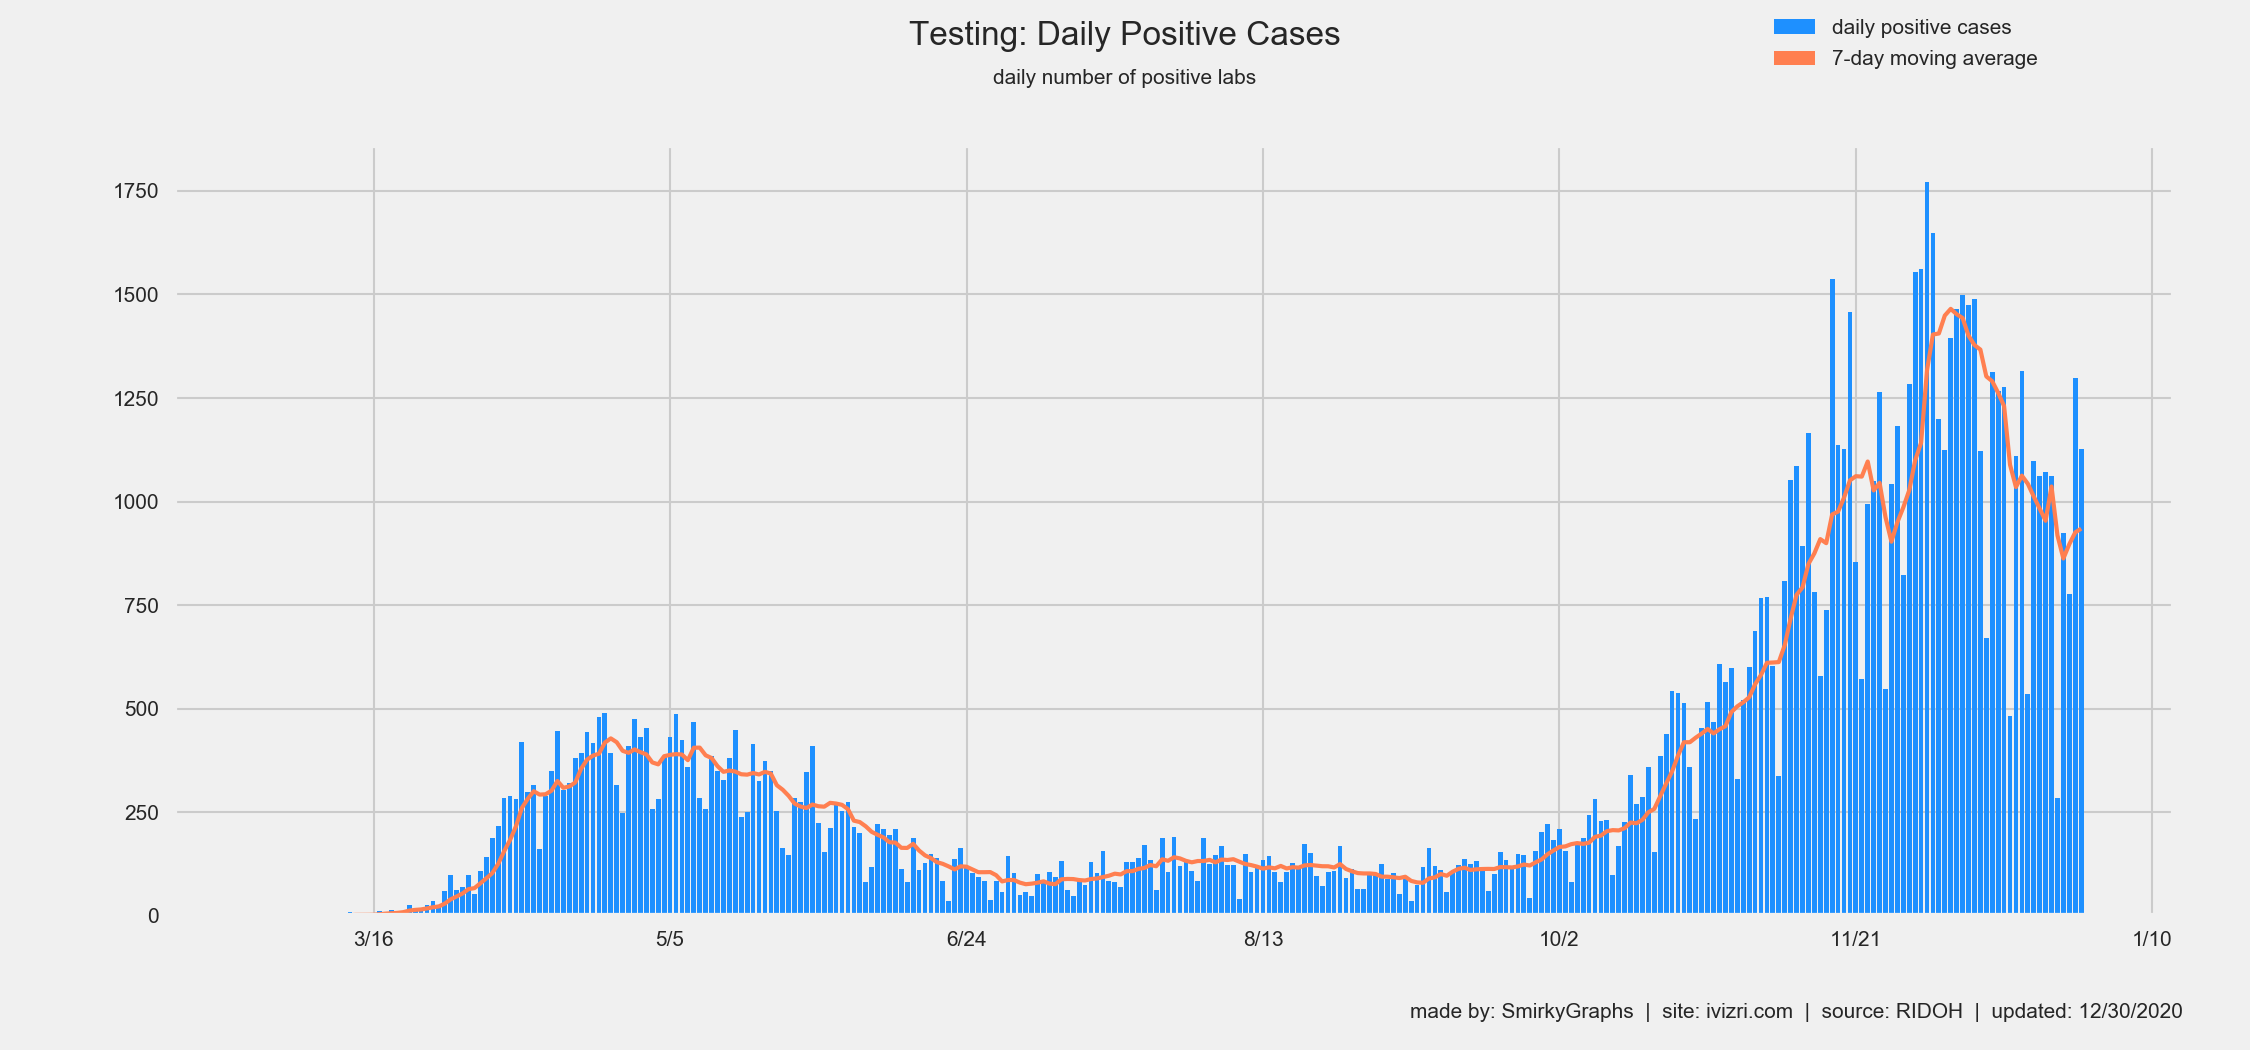 Testing: Daily Positive Cases
daily number of positive labs
daily positive cases
7-day moving average
1750
1500
1250
1000
750
500
250
0
3/16 5/5 6/24 8/13 10/2 11/21 1/10
made by: SmirkyGraphs | site: ivizri.com | source: RIDOH | updated: 12/30/2020